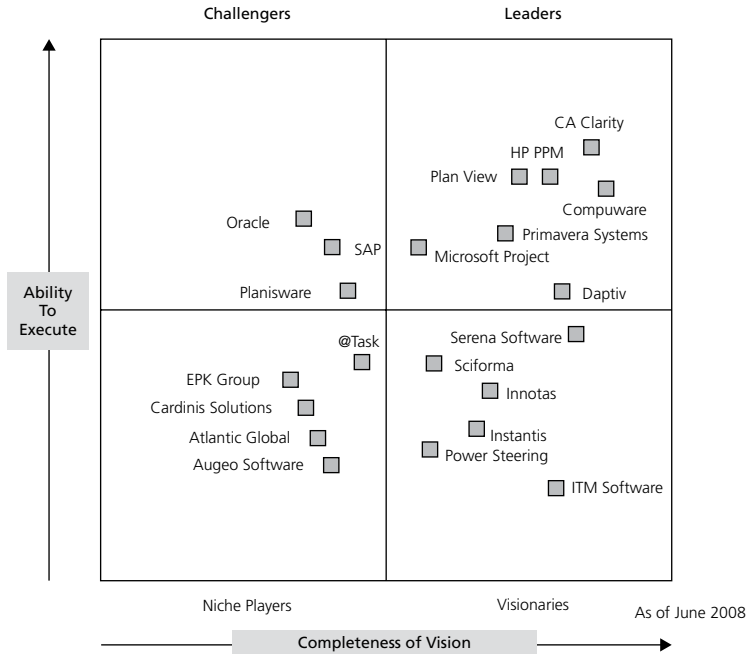 Challengers
Leaders
CA Clarity
HP PPM
Plan View
Compuware
Oracle
Primavera Systems
SAP
Microsoft Project
Planisware
Daptiv
Ability
To
Execute
@Task
Serena Software
Sciforma
EPK Group
Innotas
Cardinis Solutions
Atlantic Global
Instantis
Power Steering
Augeo Software
ITM Software
Niche Players
Visionaries
As of June 2008
Completeness of Vision